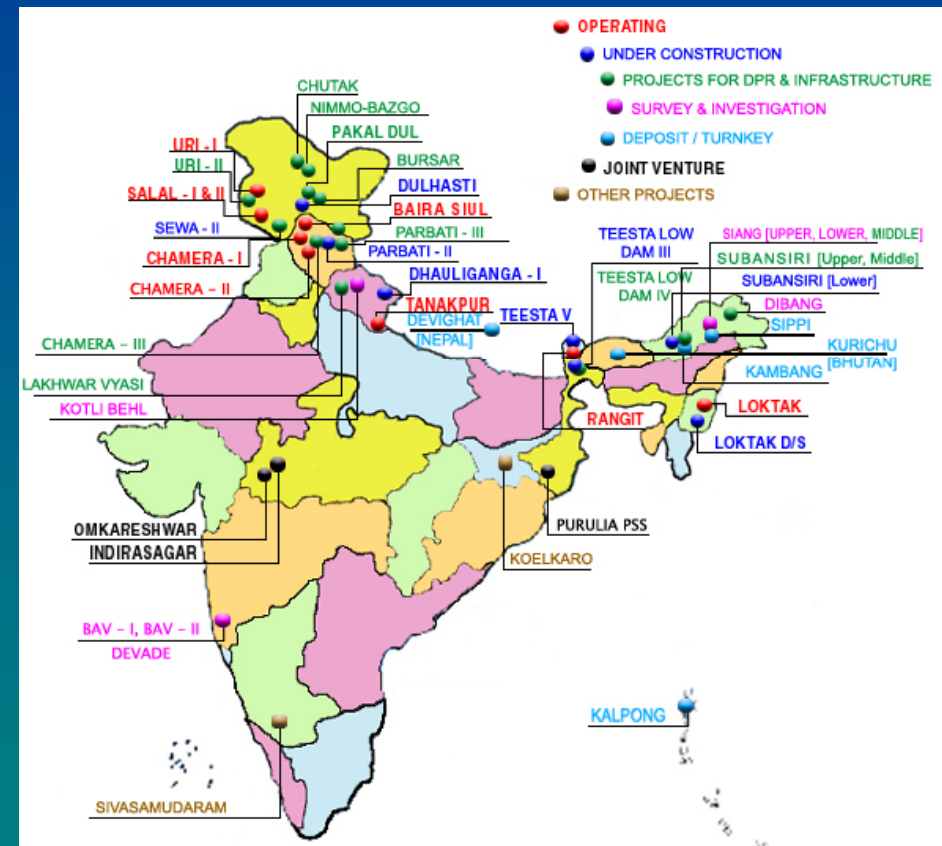 OPERATING
UNDER CONSTRUCTION
PROJECTS FOR DPR & INFRASTRUCTURE
SURVEY & INVESTIGATION
DEPOSIT / TURNKEY
JOINT VENTURE
OTHER PROJECTS
CHUTAK
NIMMO-BAZGO
PAKAL DUL
URI - I
URI - II
BURSAR
SALAL - I & II
DULHASTI
BAIRA SIUL
SEWA - II
PARBATI - III
CHAMERA - I
PARBATI - II
CHAMERA - II
DHAULIGANGA - I
TANAKPUR
DEVIGHAT
[NEPAL]
TEESTA V
TEESTA LOW
DAM III
TEESTA LOW
DAM IV
SIANG [UPPER, LOWER, MIDDLE]
SUBANSIRI [Upper, Middle]
SUBANSIRI [Lower]
DIBANG
SIPPI
KURICHU
[BHUTAN]
KAMBANG
CHAMERA - III
LAKHWAR VYASI
KOTLI BEHL
RANGIT
LOKTAK
LOKTAK D/S
OMKARESHWAR
INDIRASAGAR
PURULIA PSS
KOELKARO
BAV - I, BAV - II
DEVADE
KALPONG
SIVASAMUDARAM